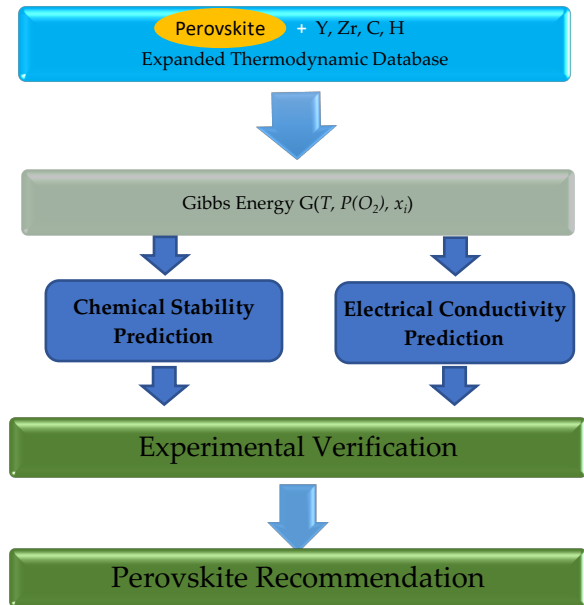 Perovskite + Y, Zr, C, H
Expanded Thermodynamic Database
Gibbs Energy G(T, P(O₂), xᵢ)
Chemical Stability
Prediction
Electrical Conductivity
Prediction
Experimental Verification
Perovskite Recommendation